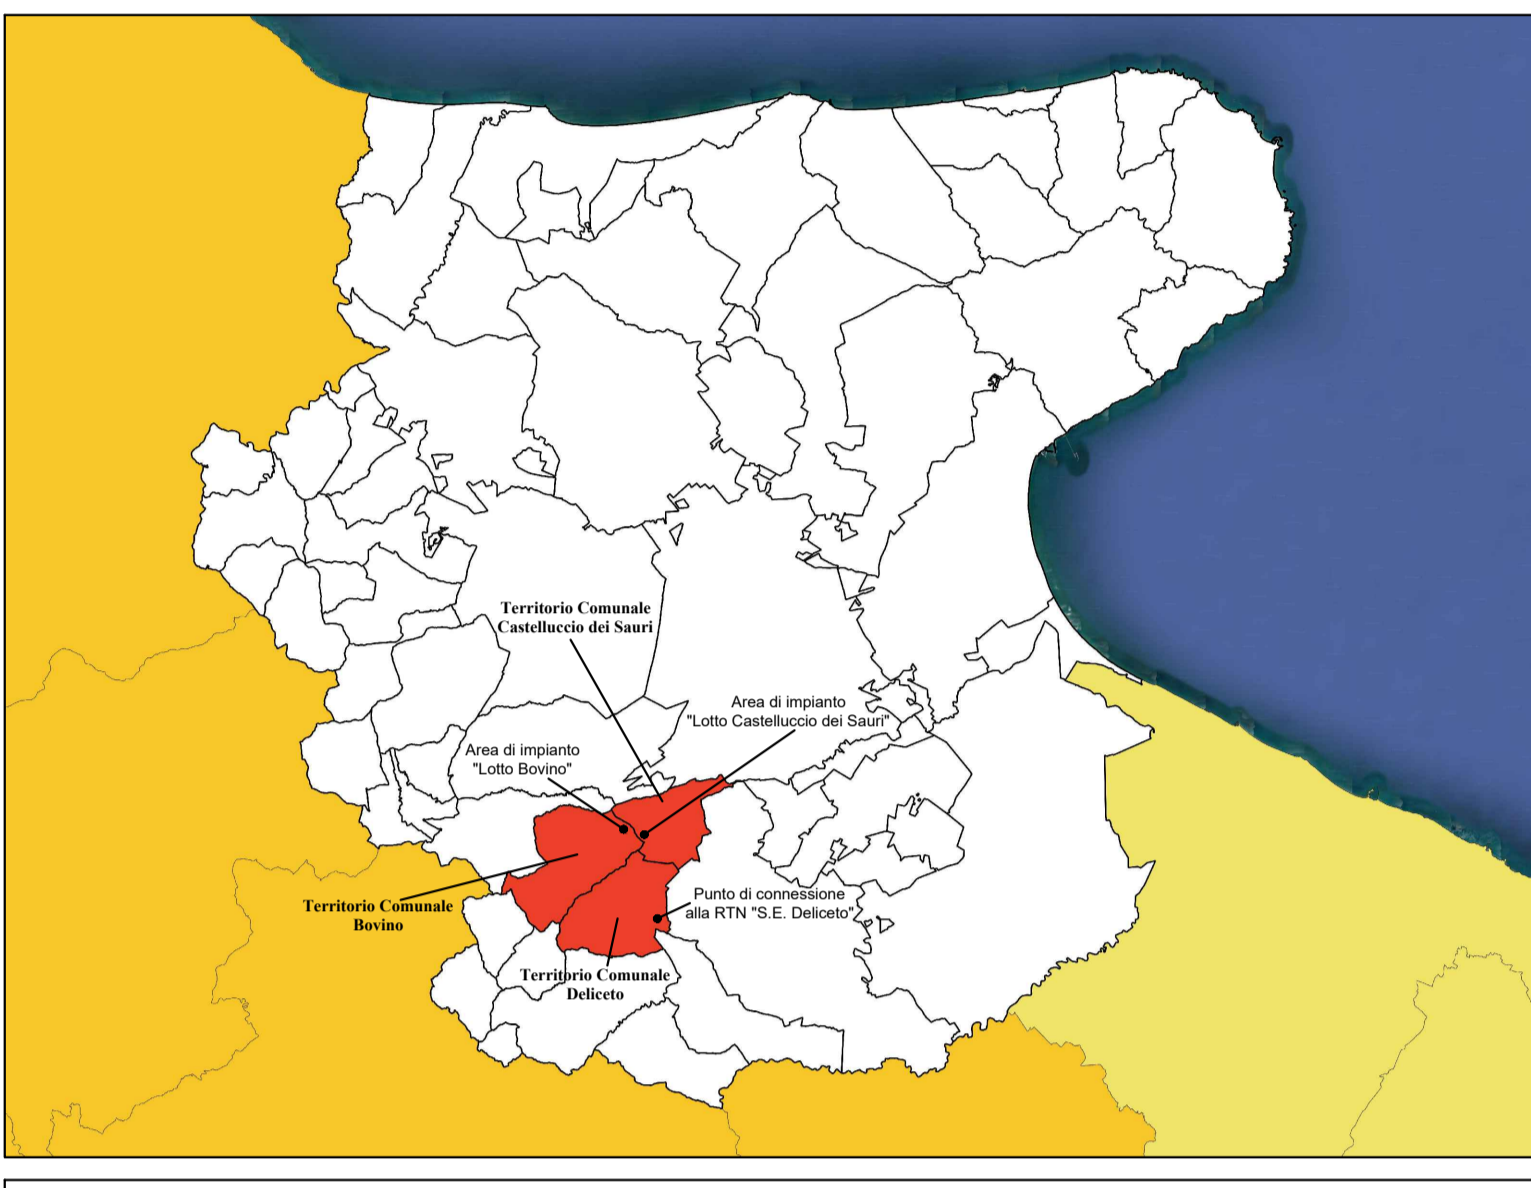 Territorio Comunale
Castelluccio dei Sauri
Area di impianto
"Lotto Castelluccio dei Sauri"
Area di impianto
"Lotto Bovino"
Punto di connessione
alla RTN "S.E. Deliceto"
Territorio Comunale
Bovino
Territorio Comunale
Deliceto